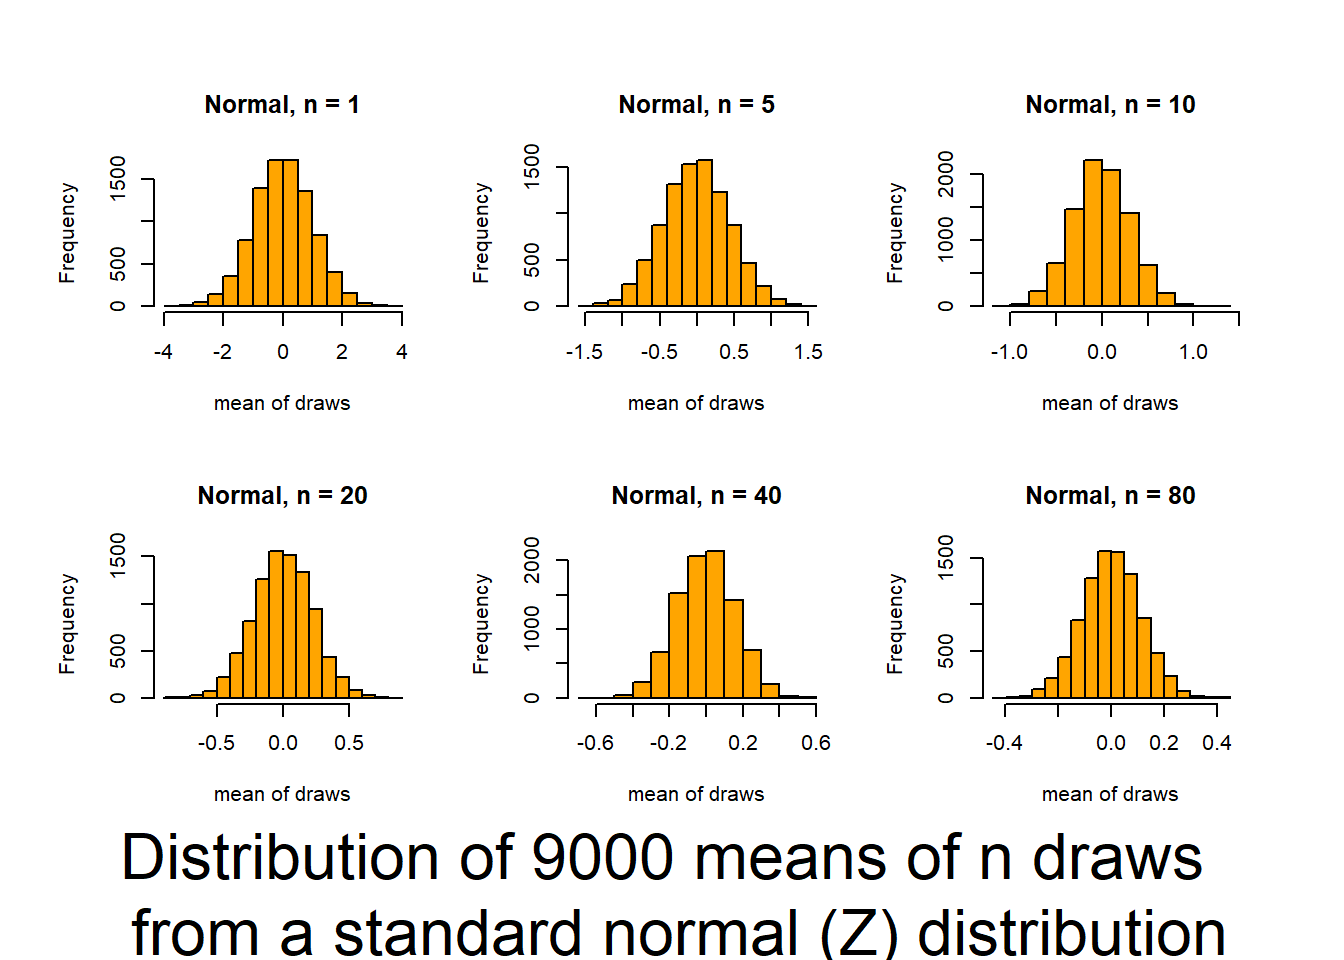 Normal, n = 1
Frequency
0 500 1500
-4 -2 0 2 4
mean of draws
Normal, n = 5
Frequency
0 500 1500
-1.5 -0.5 0.5 1.5
mean of draws
Normal, n = 10
Frequency
0 1000 2000
-1.0 0.0 1.0
mean of draws
Normal, n = 20
Frequency
0 500 1500
-0.5 0.0 0.5
mean of draws
Normal, n = 40
Frequency
0 1000 2000
-0.6 -0.2 0.2 0.6
mean of draws
Normal, n = 80
Frequency
0 500 1500
-0.4 0.0 0.2 0.4
mean of draws
Distribution of 9000 means of n draws
from a standard normal (Z) distribution